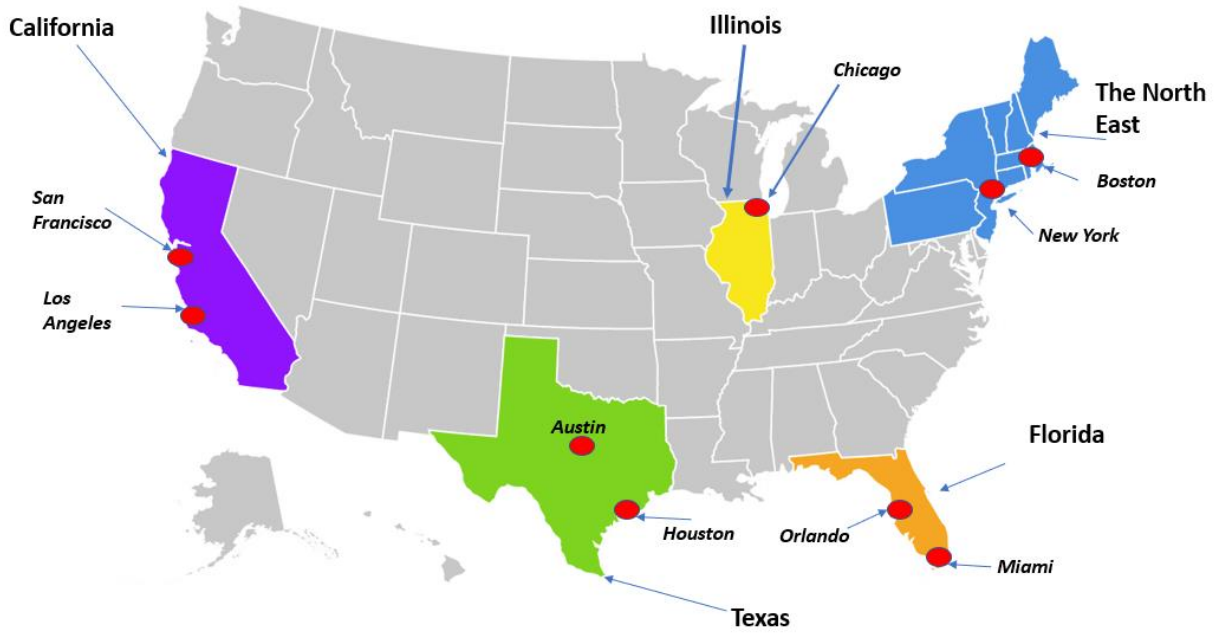 California
Illinois
Chicago
The North
East
Boston
New York
San
Francisco
Los
Angeles
Austin
Houston
Texas
Florida
Orlando
Miami